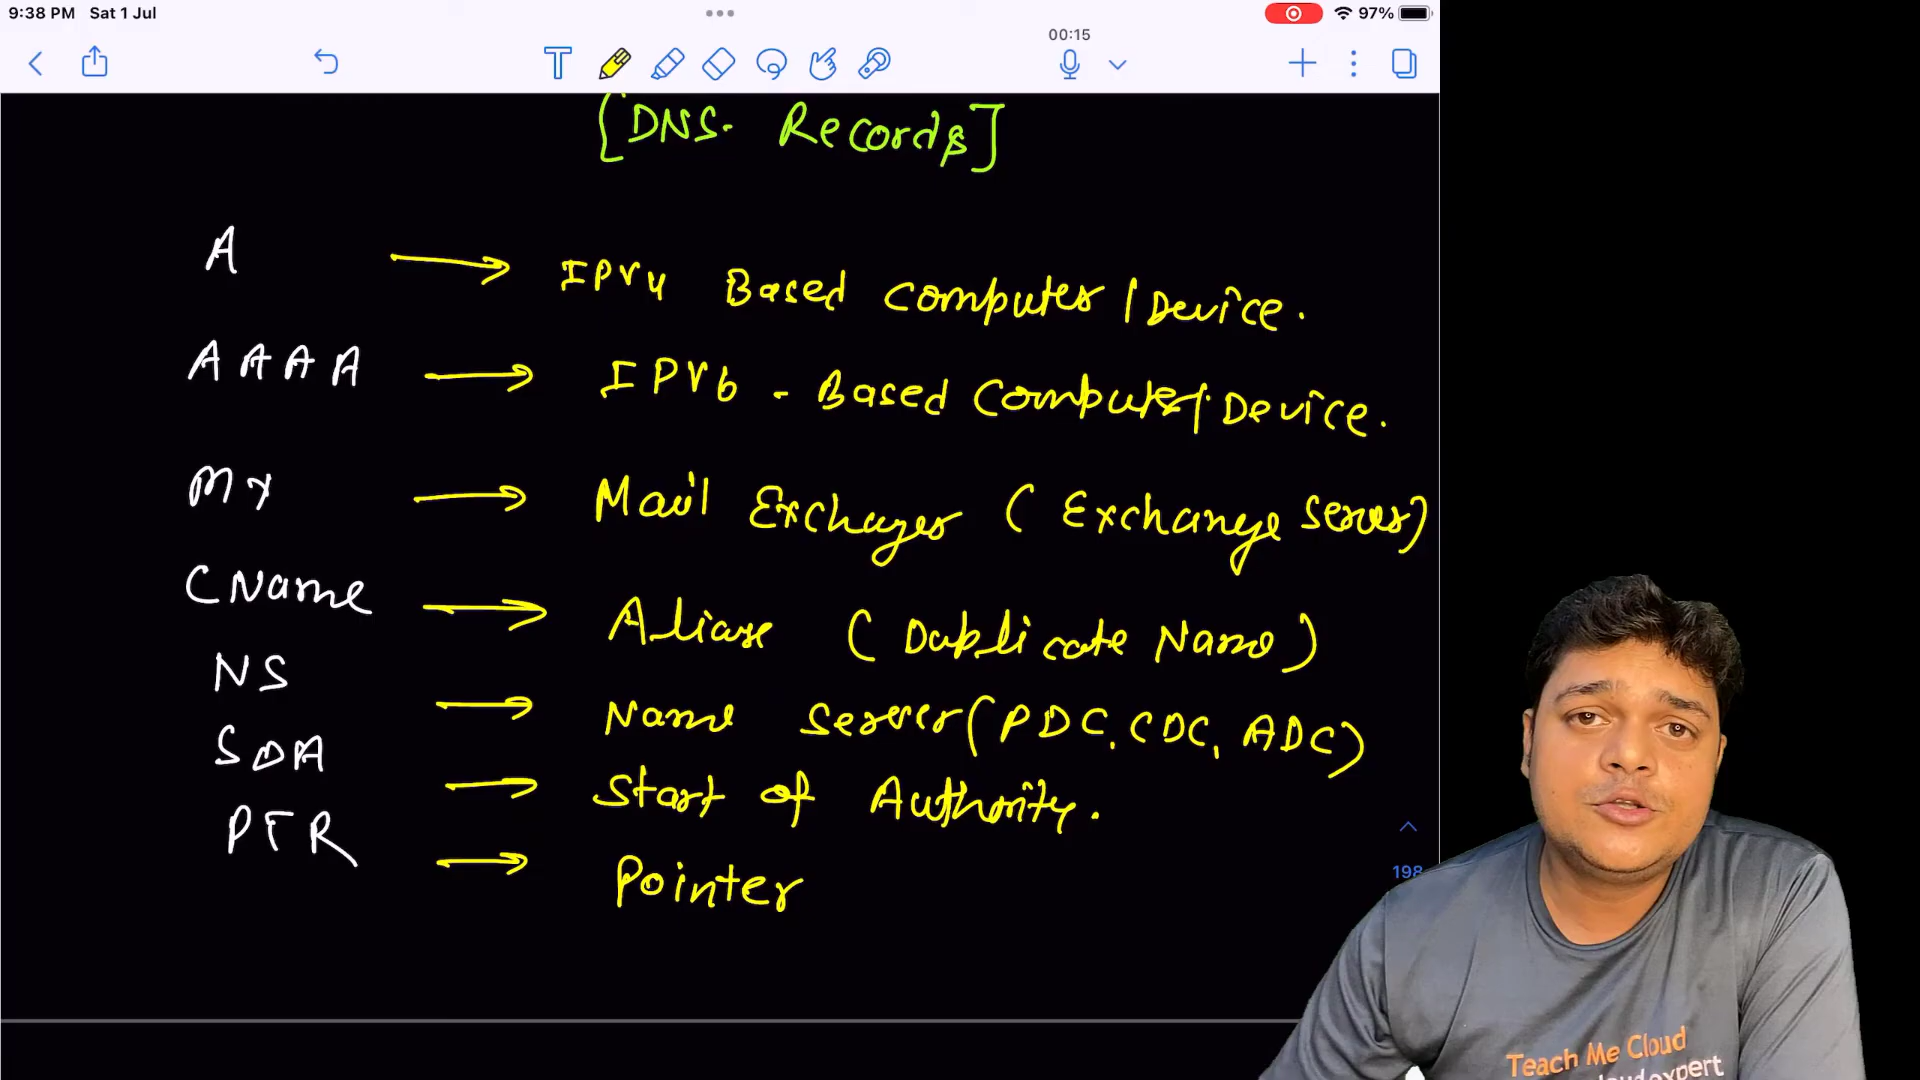 9:38 PM Sat 1 Jul
97%
00:15
[DNS. Records]
A → IPV4 Based computer / Device.
AAAA → IPV6 - Based Computer / Device.
MX → Mail Exchanger (Exchange Server)
CName → Aliase (Duplicate Name)
NS → Name Server (PDC, CDC, ADC)
SOA → Start of Authority.
PTR → Pointer
198
Teach Me Cloud
oudexpert